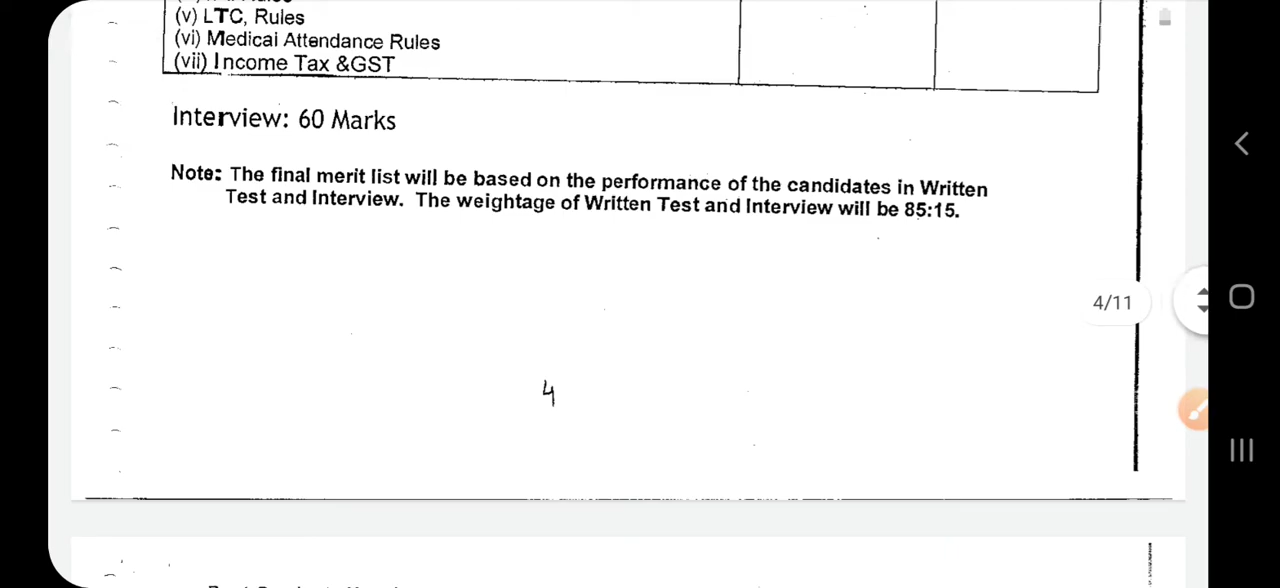 (v) LTC, Rules
(vi) Medical Attendance Rules
(vii) Income Tax &GST
Interview: 60 Marks
Note: The final merit list will be based on the performance of the candidates in Written
Test and Interview. The weightage of Written Test and Interview will be 85:15.
4/11
4